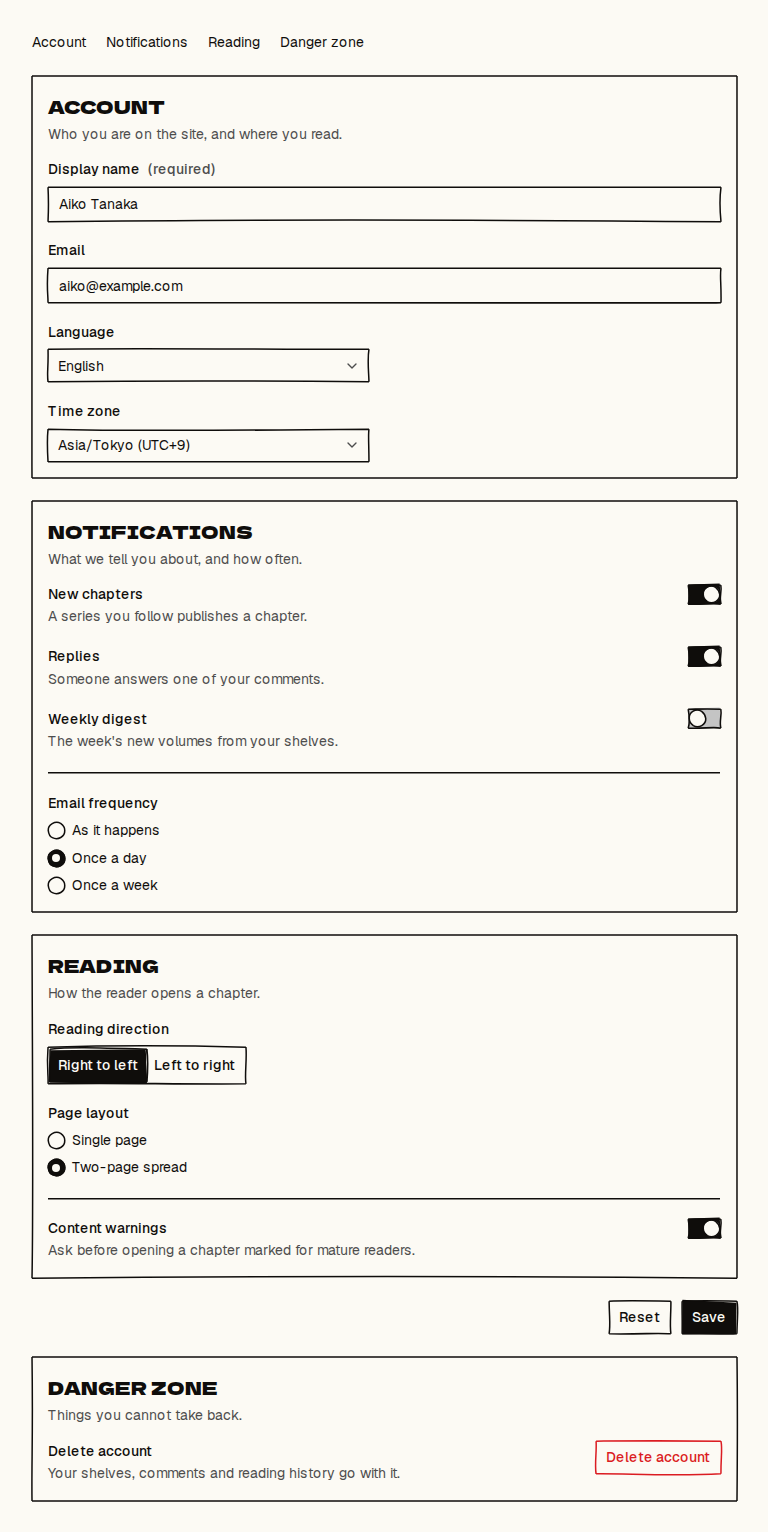 Account Notifications Reading Danger zone
ACCOUNT
Who you are on the site, and where you read.
Display name (required)
Aiko Tanaka
Email
aiko@example.com
Language
English
Time zone
Asia/Tokyo (UTC+9)
NOTIFICATIONS
What we tell you about, and how often.
New chapters
A series you follow publishes a chapter.
Replies
Someone answers one of your comments.
Weekly digest
The week's new volumes from your shelves.
Email frequency
As it happens
Once a day
Once a week
READING
How the reader opens a chapter.
Reading direction
Right to left Left to right
Page layout
Single page
Two-page spread
Content warnings
Ask before opening a chapter marked for mature readers.
Reset Save
DANGER ZONE
Things you cannot take back.
Delete account
Your shelves, comments and reading history go with it.
Delete account